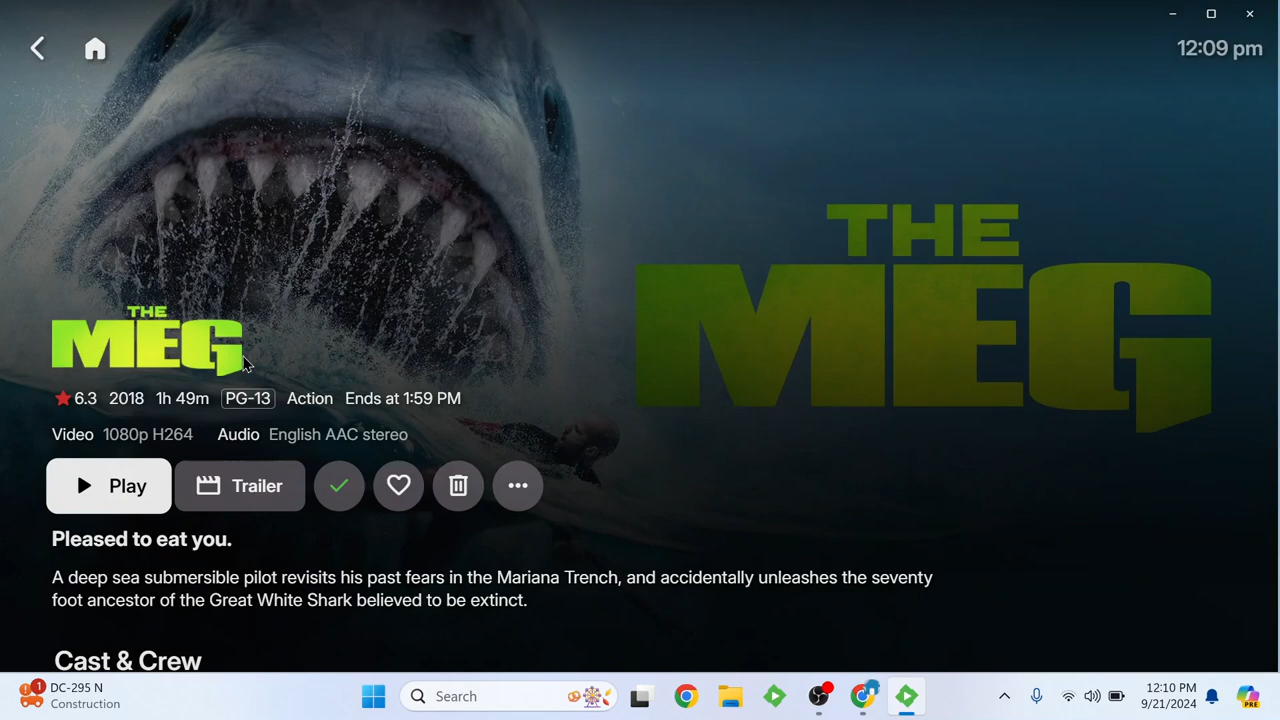 12:09 pm
THE
MEG
THE
MEG
6.3 2018 1h 49m PG-13 Action Ends at 1:59 PM
Video 1080p H264 Audio English AAC stereo
Play Trailer
Pleased to eat you.
A deep sea submersible pilot revisits his past fears in the Mariana Trench, and accidentally unleashes the seventy
foot ancestor of the Great White Shark believed to be extinct.
Cast & Crew
1 DC-295 N
Construction
Search
12:10 PM
9/21/2024
PRE